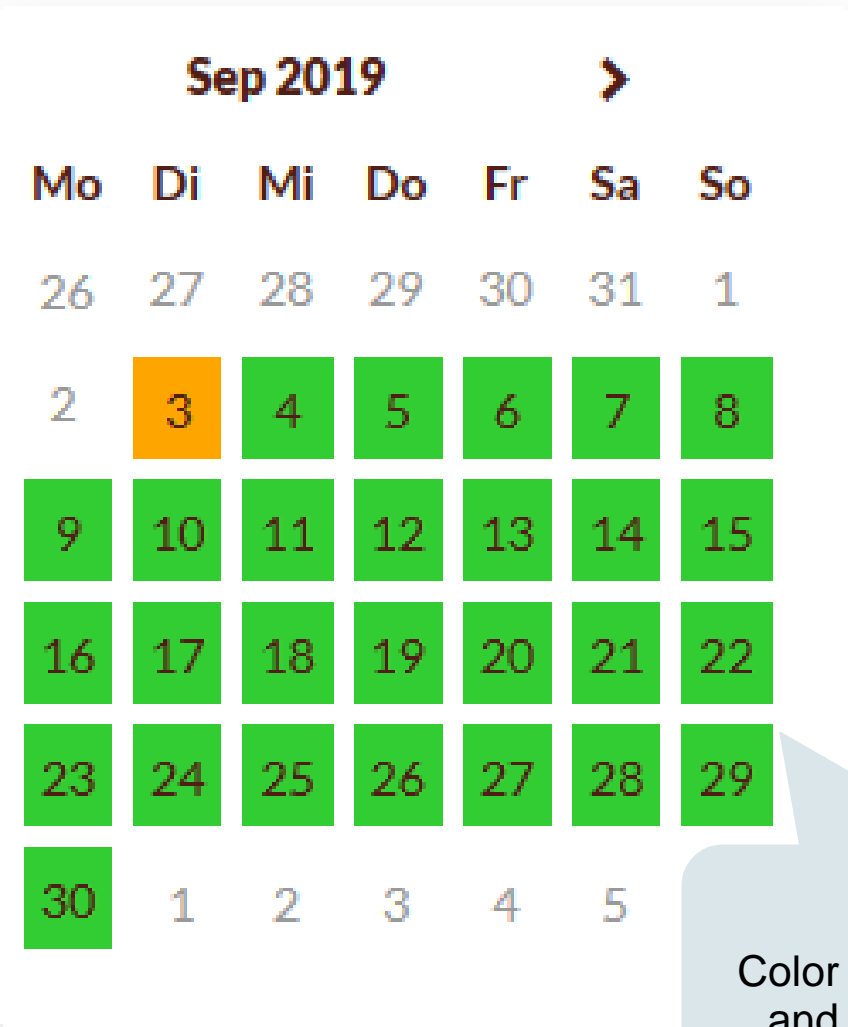 Sep 2019 >
Mo Di Mi Do Fr Sa So
26 27 28 29 30 31 1
2 3 4 5 6 7 8
9 10 11 12 13 14 15
16 17 18 19 20 21 22
23 24 25 26 27 28 29
30 1 2 3 4 5
Color
and